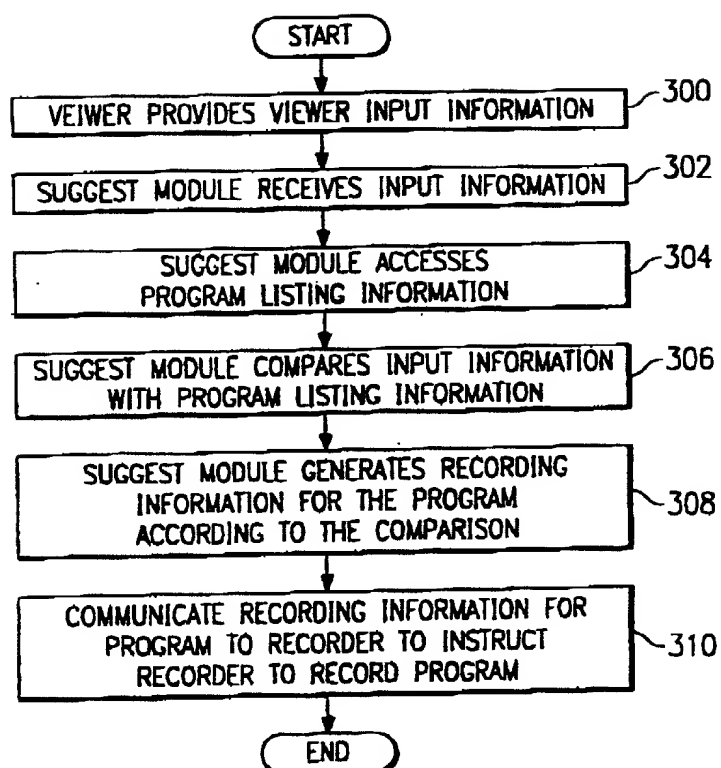 START
VEIWER PROVIDES VIEWER INPUT INFORMATION
300
SUGGEST MODULE RECEIVES INPUT INFORMATION
302
SUGGEST MODULE ACCESSES
PROGRAM LISTING INFORMATION
304
SUGGEST MODULE COMPARES INPUT INFORMATION
WITH PROGRAM LISTING INFORMATION
306
SUGGEST MODULE GENERATES RECORDING
INFORMATION FOR THE PROGRAM
ACCORDING TO THE COMPARISON
308
COMMUNICATE RECORDING INFORMATION FOR
PROGRAM TO RECORDER TO INSTRUCT
RECORDER TO RECORD PROGRAM
310
END